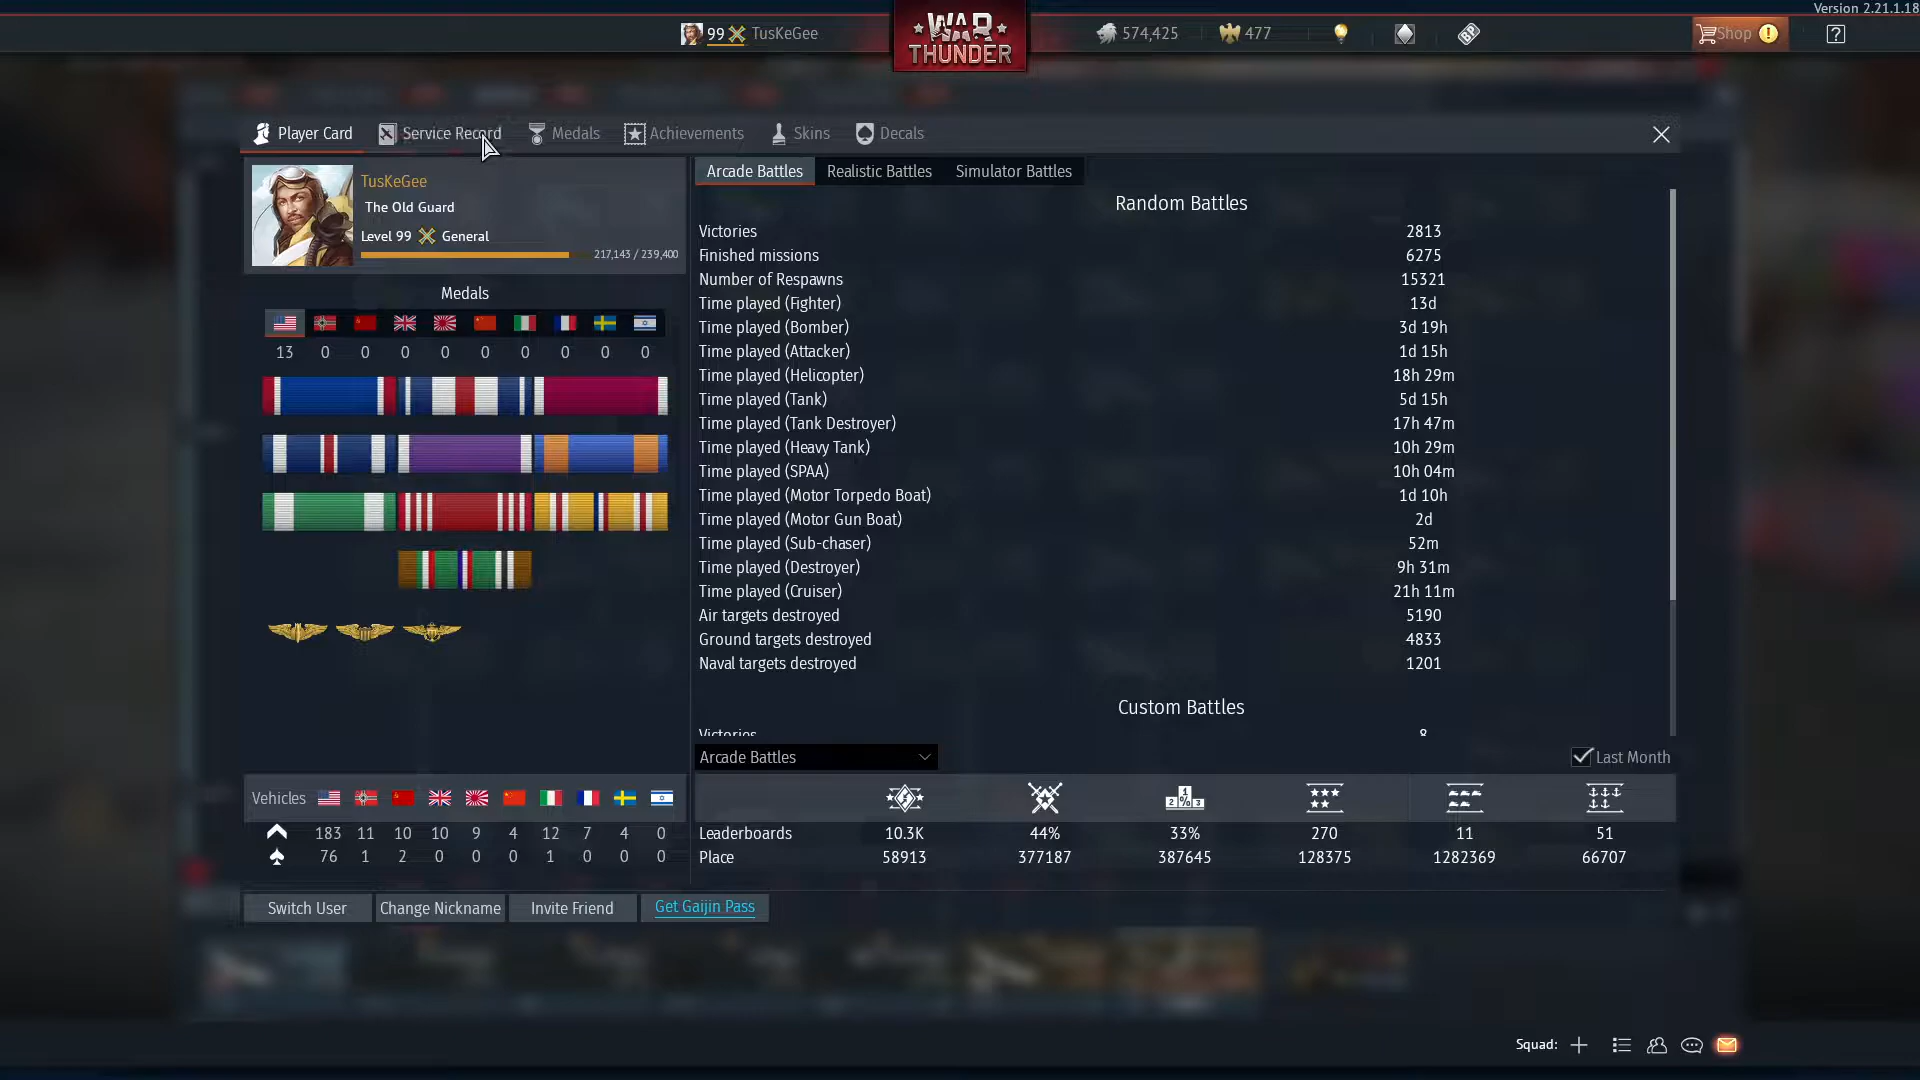 Version 2.21.1.18
99 TusKeGee
WAR THUNDER
574,425
477
BP
Shop !
?
Player Card
Service Record
Medals
Achievements
Skins
Decals
TusKeGee
The Old Guard
Level 99 General
217,143 / 239,400
Medals
13 0 0 0 0 0 0 0 0 0
Arcade Battles
Realistic Battles
Simulator Battles
Random Battles
Victories 2813
Finished missions 6275
Number of Respawns 15321
Time played (Fighter) 13d
Time played (Bomber) 3d 19h
Time played (Attacker) 1d 15h
Time played (Helicopter) 18h 29m
Time played (Tank) 5d 15h
Time played (Tank Destroyer) 17h 47m
Time played (Heavy Tank) 10h 29m
Time played (SPAA) 10h 04m
Time played (Motor Torpedo Boat) 1d 10h
Time played (Motor Gun Boat) 2d
Time played (Sub-chaser) 52m
Time played (Destroyer) 9h 31m
Time played (Cruiser) 21h 11m
Air targets destroyed 5190
Ground targets destroyed 4833
Naval targets destroyed 1201
Custom Battles
Victories 8
Arcade Battles
Last Month
Vehicles
183 11 10 10 9 4 12 7 4 0
76 1 2 0 0 0 1 0 0 0
Leaderboards 10.3K 44% 33% 270 11 51
Place 58913 377187 387645 128375 1282369 66707
Switch User
Change Nickname
Invite Friend
Get Gaijin Pass
Squad: